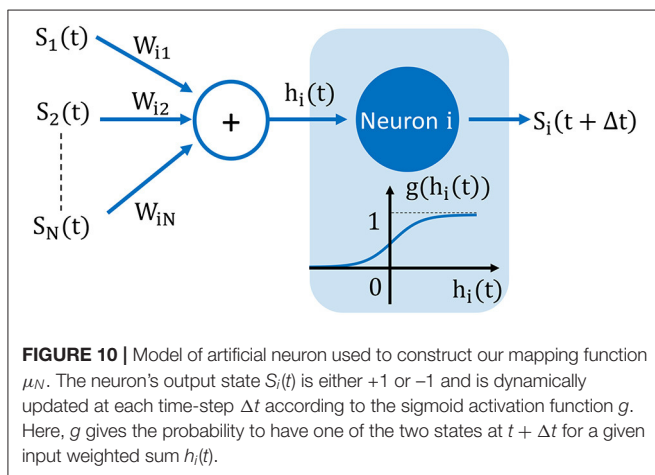 S₁(t)
W_i1
S₂(t)
W_i2
S_N(t)
W_iN
+
h_i(t)
Neuron i
S_i(t + Δt)
g(h_i(t))
1
0
h_i(t)
FIGURE 10 | Model of artificial neuron used to construct our mapping function
μ_N. The neuron's output state S_i(t) is either +1 or –1 and is dynamically
updated at each time-step Δt according to the sigmoid activation function g.
Here, g gives the probability to have one of the two states at t + Δt for a given
input weighted sum h_i(t).